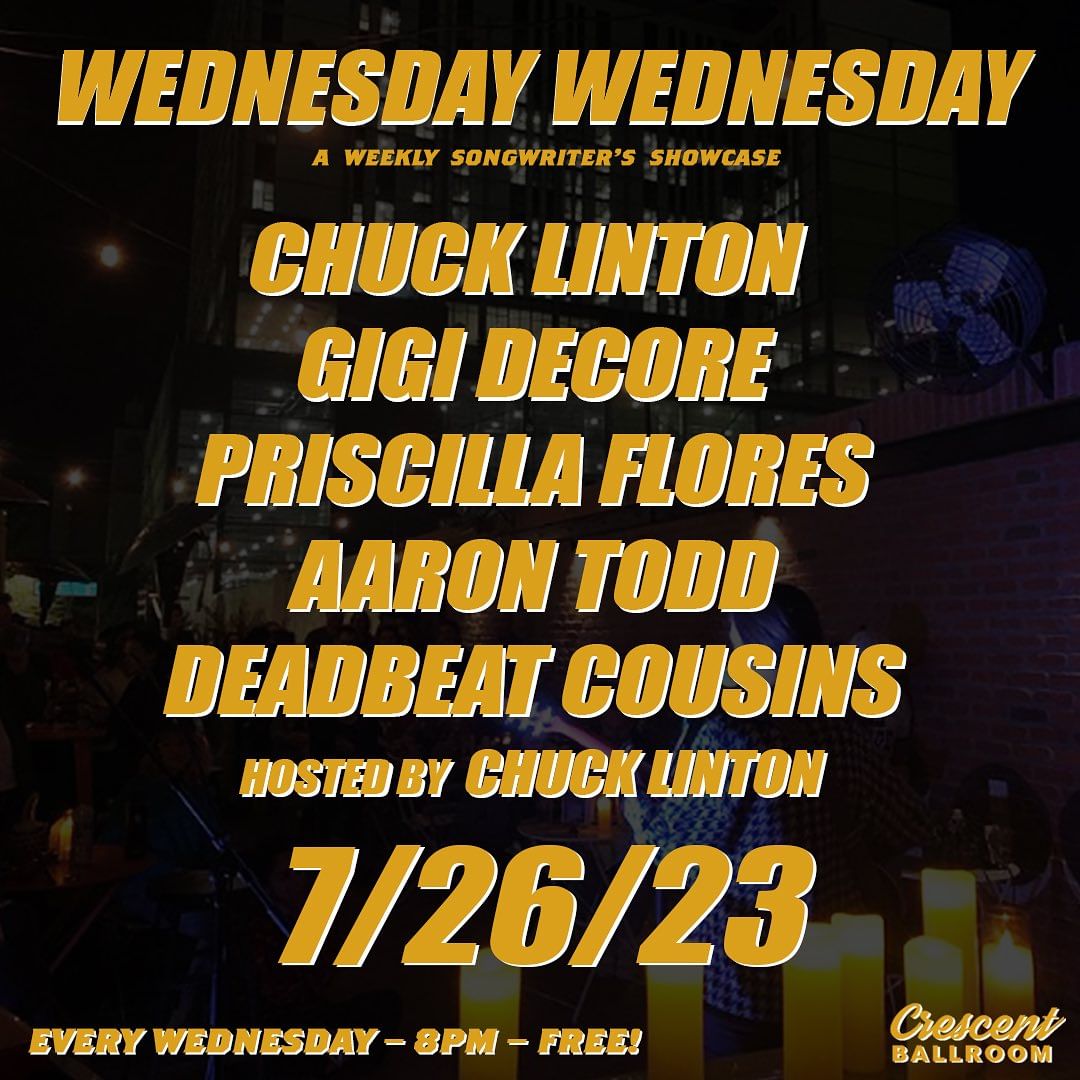 WEDNESDAY WEDNESDAY
A WEEKLY SONGWRITER'S SHOWCASE
CHUCK LINTON
GIGI DECORE
PRISCILLA FLORES
AARON TODD
DEADBEAT COUSINS
HOSTED BY CHUCK LINTON
7/26/23
EVERY WEDNESDAY – 8PM – FREE!
Crescent
BALLROOM